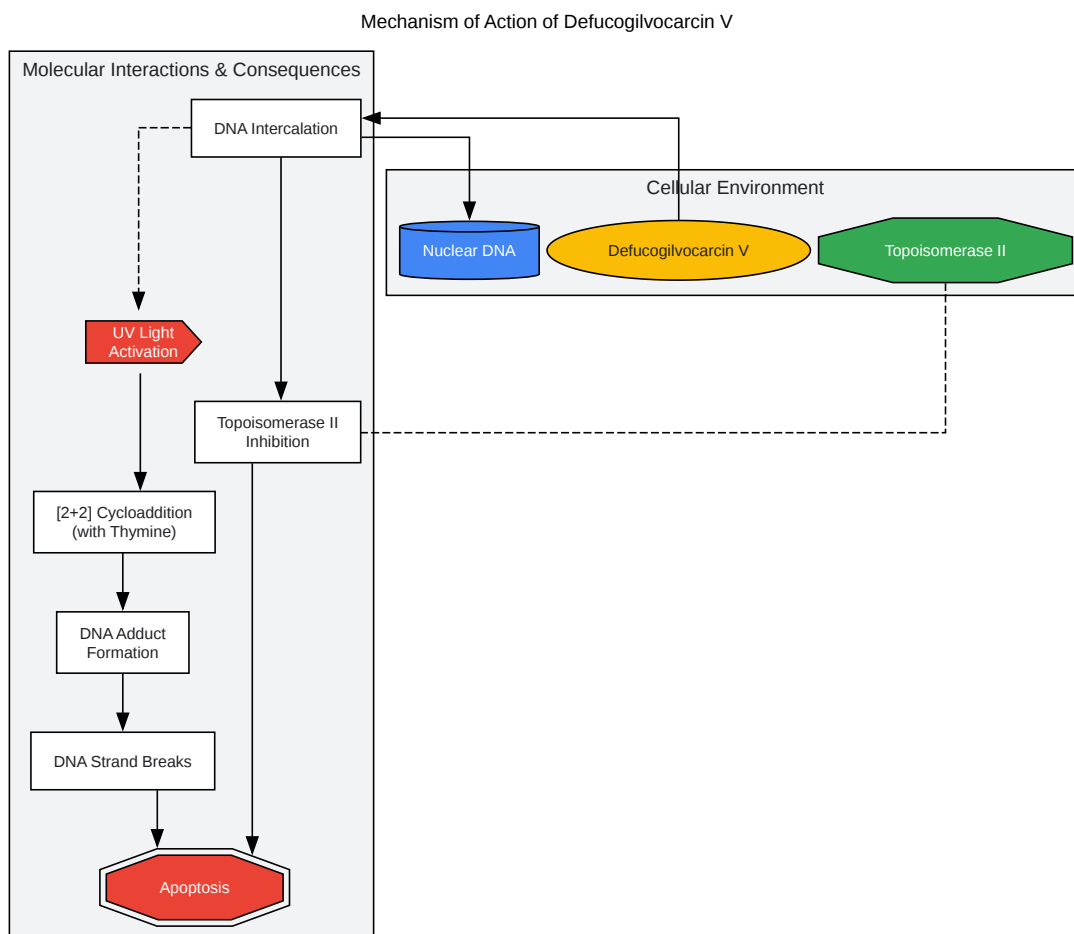 Mechanism of Action of Defucogilvocarcin V
Molecular Interactions & Consequences
DNA Intercalation
Cellular Environment
Nuclear DNA
Defucogilvocarcin V
Topoisomerase II
UV Light
Activation
Topoisomerase II
Inhibition
[2+2] Cycloaddition
(with Thymine)
DNA Adduct
Formation
DNA Strand Breaks
Apoptosis